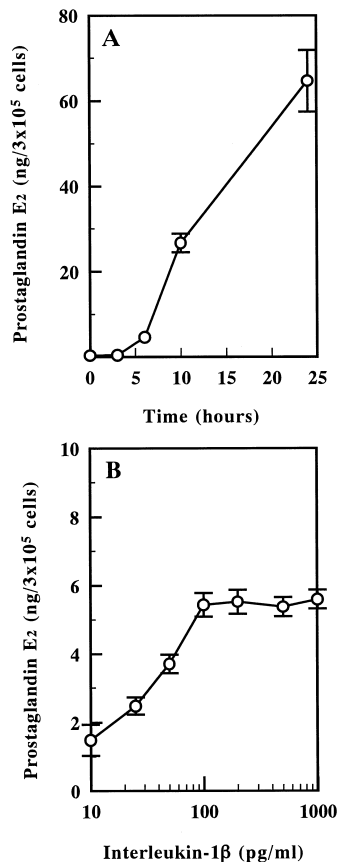 A
80
60
40
20
Prostaglandin E2 (ng/3x10⁵ cells)
0 5 10 15 20 25
Time (hours)
B
10
8
6
4
2
0
Prostaglandin E2 (ng/3x10⁵ cells)
10 100 1000
Interleukin-1β (pg/ml)